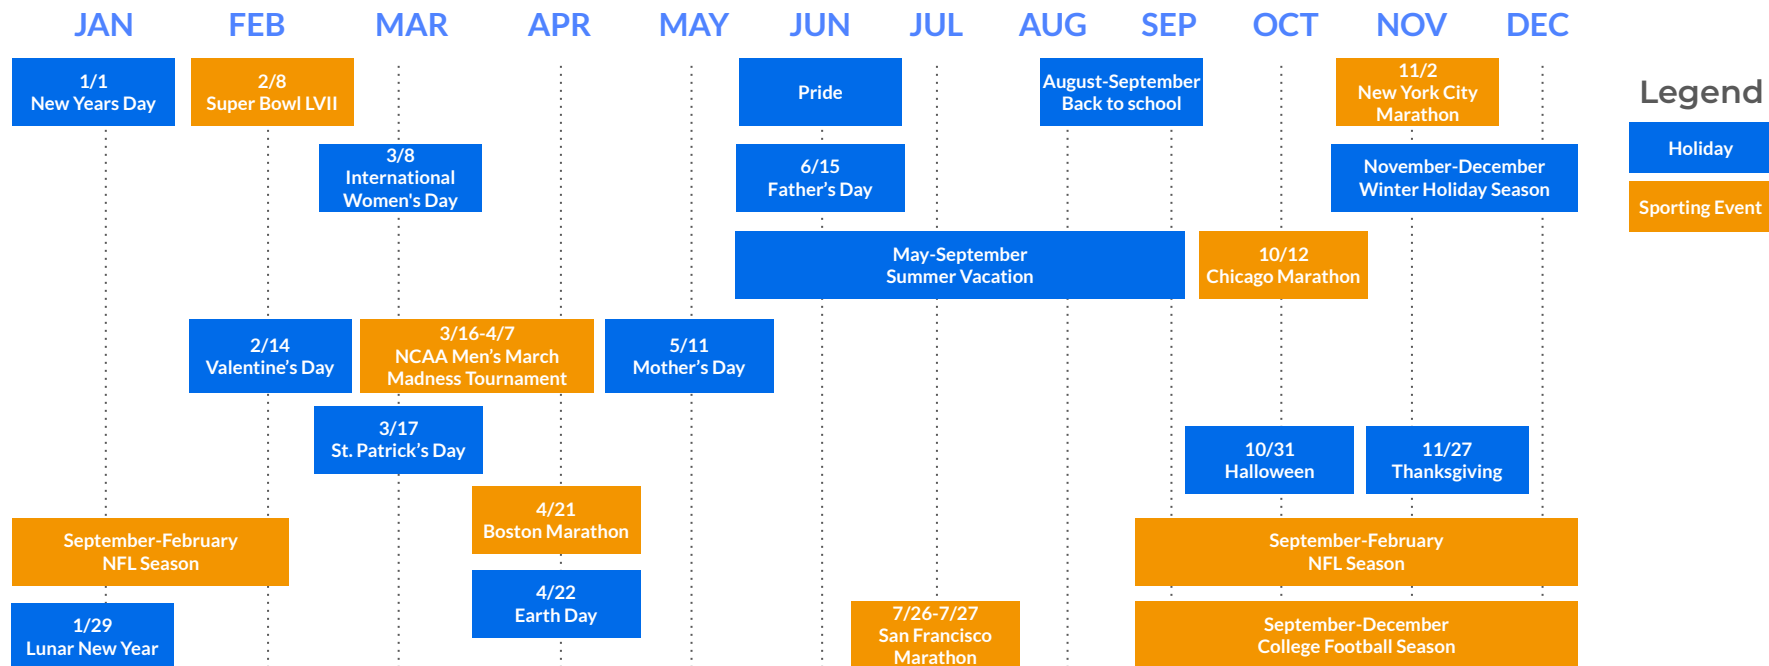 JAN FEB MAR APR MAY JUN JUL AUG SEP OCT NOV DEC
1/1
New Years Day
2/8
Super Bowl LVII
Pride
August-September
Back to school
11/2
New York City
Marathon
Legend
Holiday
Sporting Event
3/8
International
Women's Day
6/15
Father's Day
November-December
Winter Holiday Season
May-September
Summer Vacation
10/12
Chicago Marathon
2/14
Valentine's Day
3/16-4/7
NCAA Men's March
Madness Tournament
5/11
Mother's Day
3/17
St. Patrick's Day
10/31
Halloween
11/27
Thanksgiving
4/21
Boston Marathon
September-February
NFL Season
September-February
NFL Season
4/22
Earth Day
1/29
Lunar New Year
7/26-7/27
San Francisco
Marathon
September-December
College Football Season